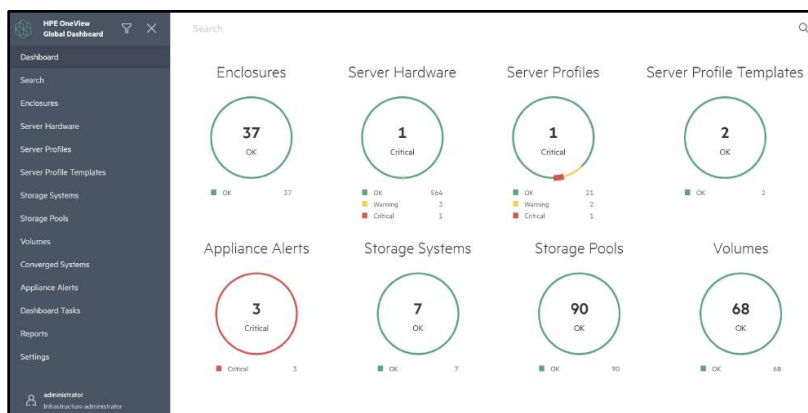 HPE OneView
Global Dashboard
Dashboard
Search
Enclosures
Server Hardware
Server Profiles
Server Profile Templates
Storage Systems
Storage Pools
Volumes
Converged Systems
Appliance Alerts
Dashboard Tasks
Reports
Settings
administrator
Infrastructure administrator
Search
Enclosures
37
OK
OK 37
Server Hardware
1
Critical
OK 564
Warning 3
Critical 1
Server Profiles
1
Critical
OK 21
Warning 2
Critical 1
Server Profile Templates
2
OK
OK 2
Appliance Alerts
3
Critical
Critical 3
Storage Systems
7
OK
OK 7
Storage Pools
90
OK
OK 90
Volumes
68
OK
OK 68